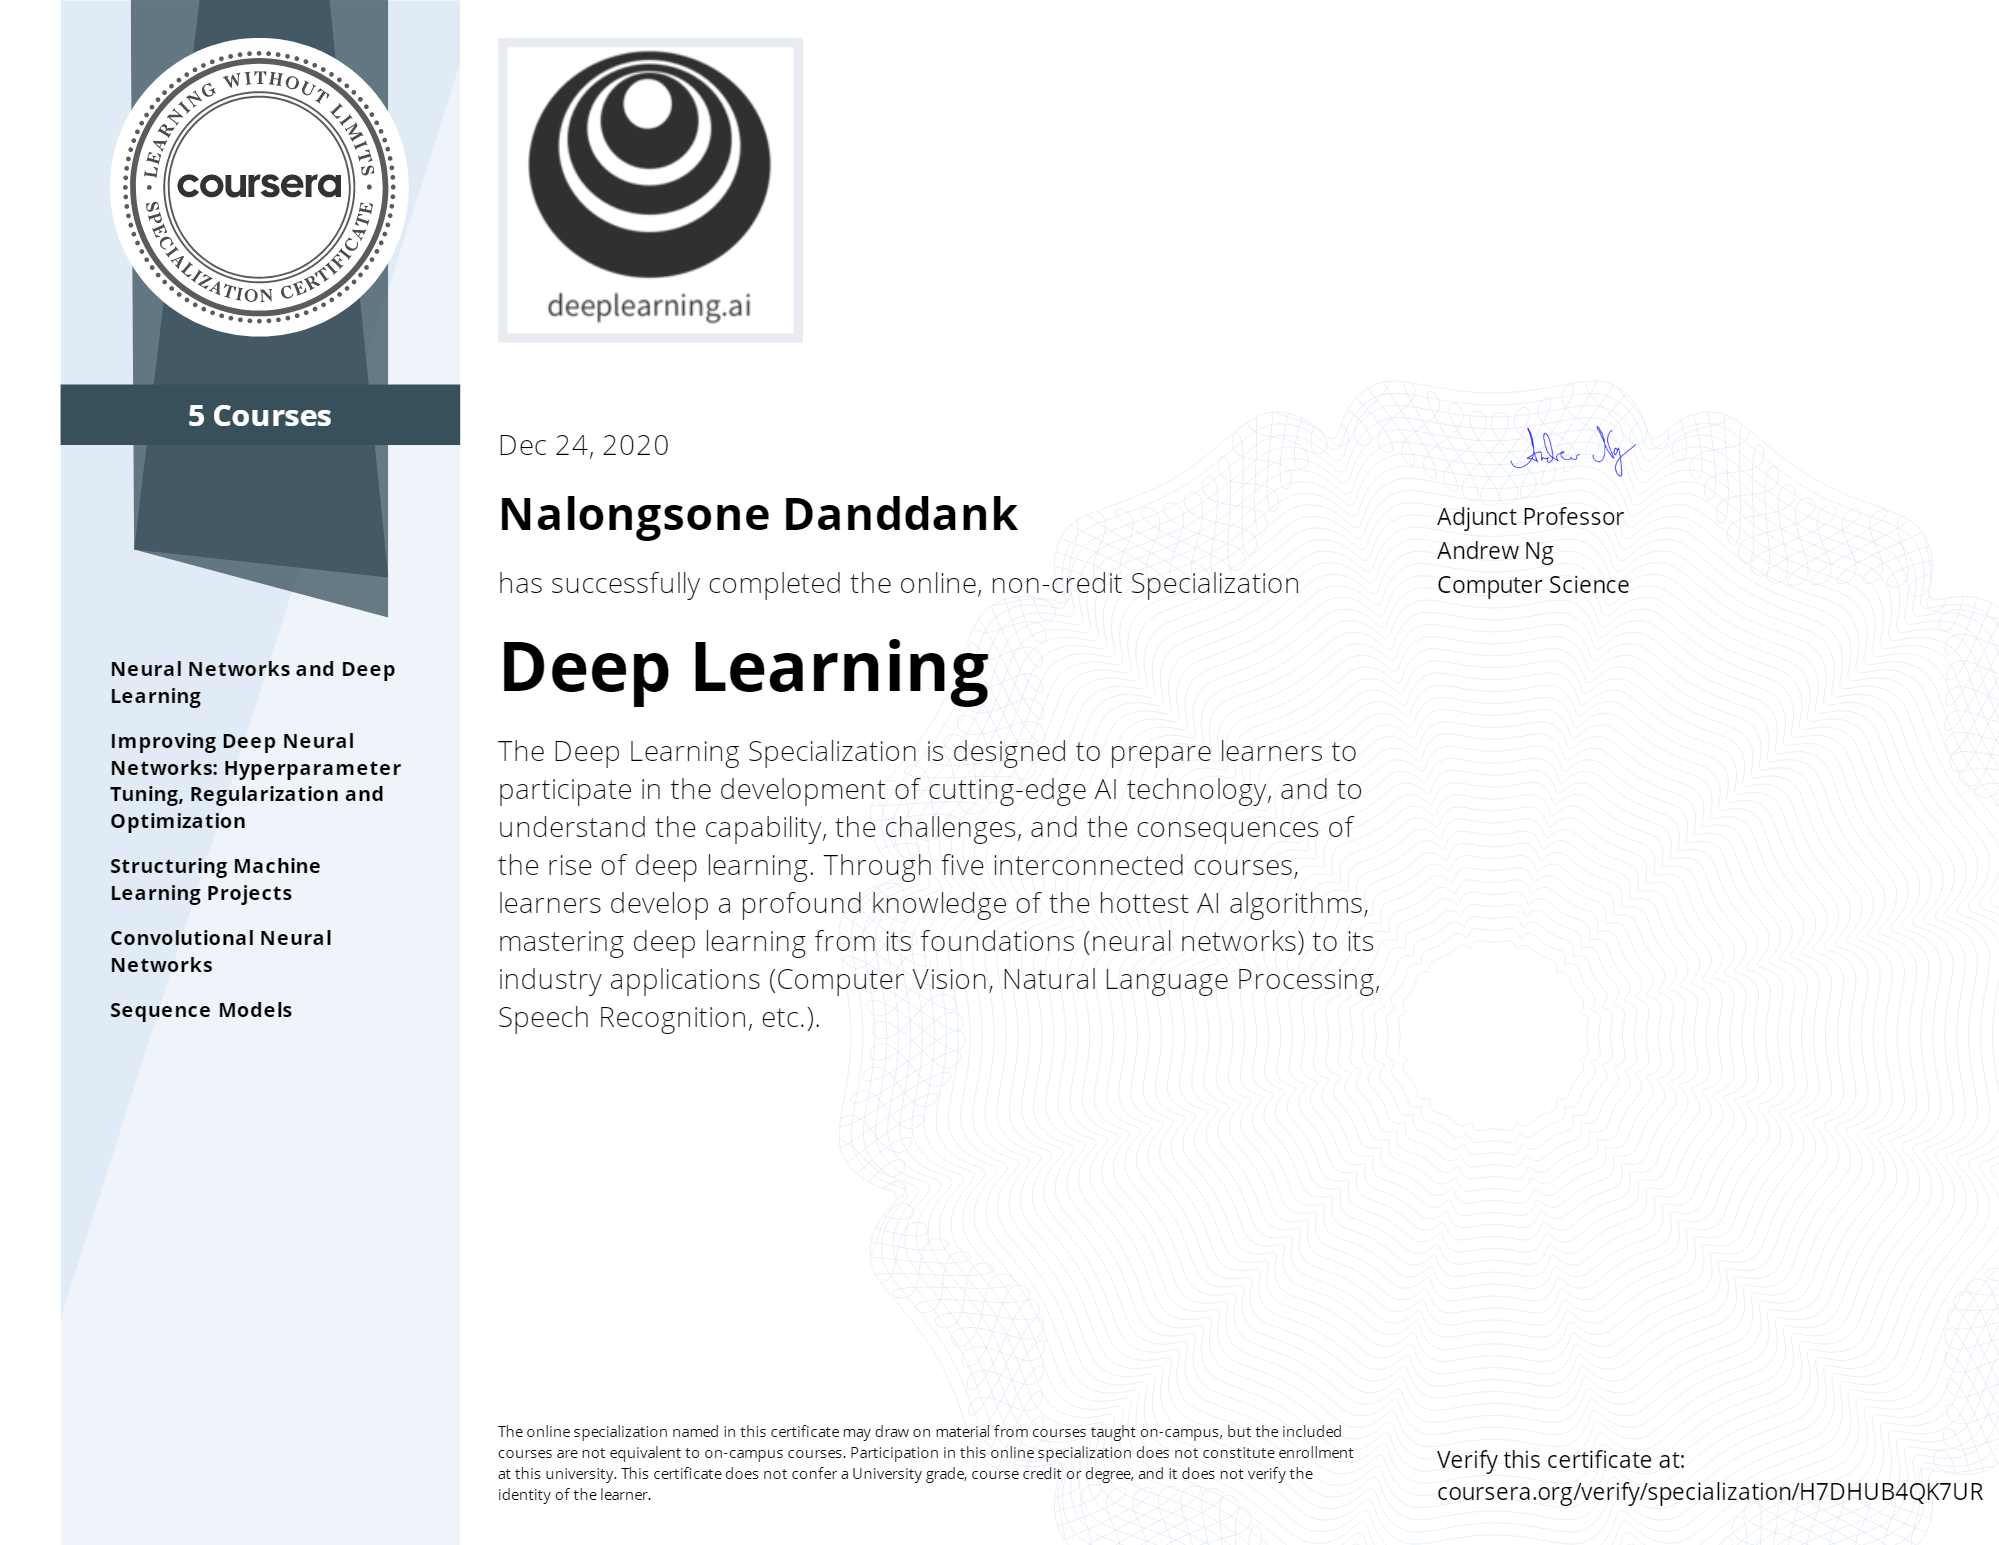 LEARNING WITHOUT LIMITS
coursera
SPECIALIZATION CERTIFICATE
5 Courses
Neural Networks and Deep
Learning
Improving Deep Neural
Networks: Hyperparameter
Tuning, Regularization and
Optimization
Structuring Machine
Learning Projects
Convolutional Neural
Networks
Sequence Models
deeplearning.ai
Dec 24, 2020
Nalongsone Danddank
has successfully completed the online, non-credit Specialization
Deep Learning
The Deep Learning Specialization is designed to prepare learners to
participate in the development of cutting-edge AI technology, and to
understand the capability, the challenges, and the consequences of
the rise of deep learning. Through five interconnected courses,
learners develop a profound knowledge of the hottest AI algorithms,
mastering deep learning from its foundations (neural networks) to its
industry applications (Computer Vision, Natural Language Processing,
Speech Recognition, etc.).
Andrew Ng
Adjunct Professor
Andrew Ng
Computer Science
The online specialization named in this certificate may draw on material from courses taught on-campus, but the included
courses are not equivalent to on-campus courses. Participation in this online specialization does not constitute enrollment
at this university. This certificate does not confer a University grade, course credit or degree, and it does not verify the
identity of the learner.
Verify this certificate at:
coursera.org/verify/specialization/H7DHUB4QK7UR